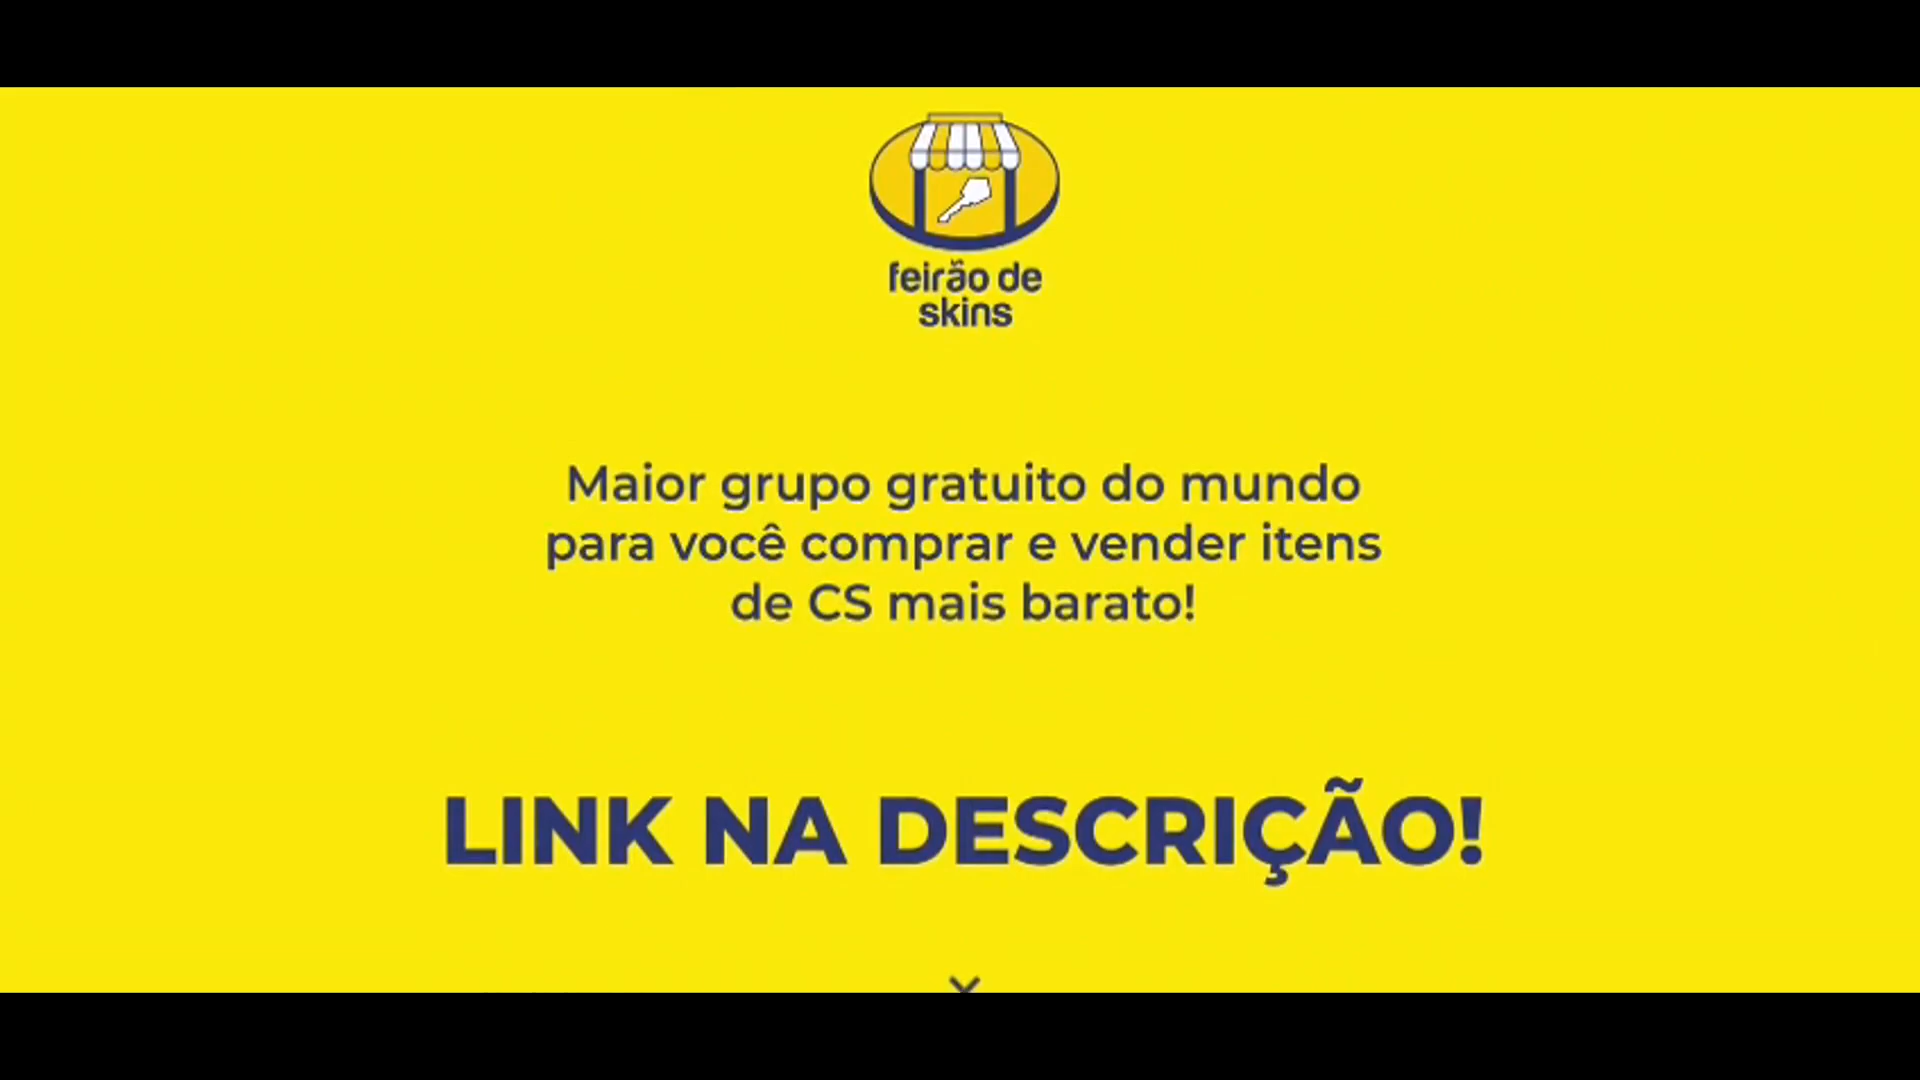 feirão de
skins
Maior grupo gratuito do mundo
para você comprar e vender itens
de CS mais barato!
LINK NA DESCRIÇÃO!